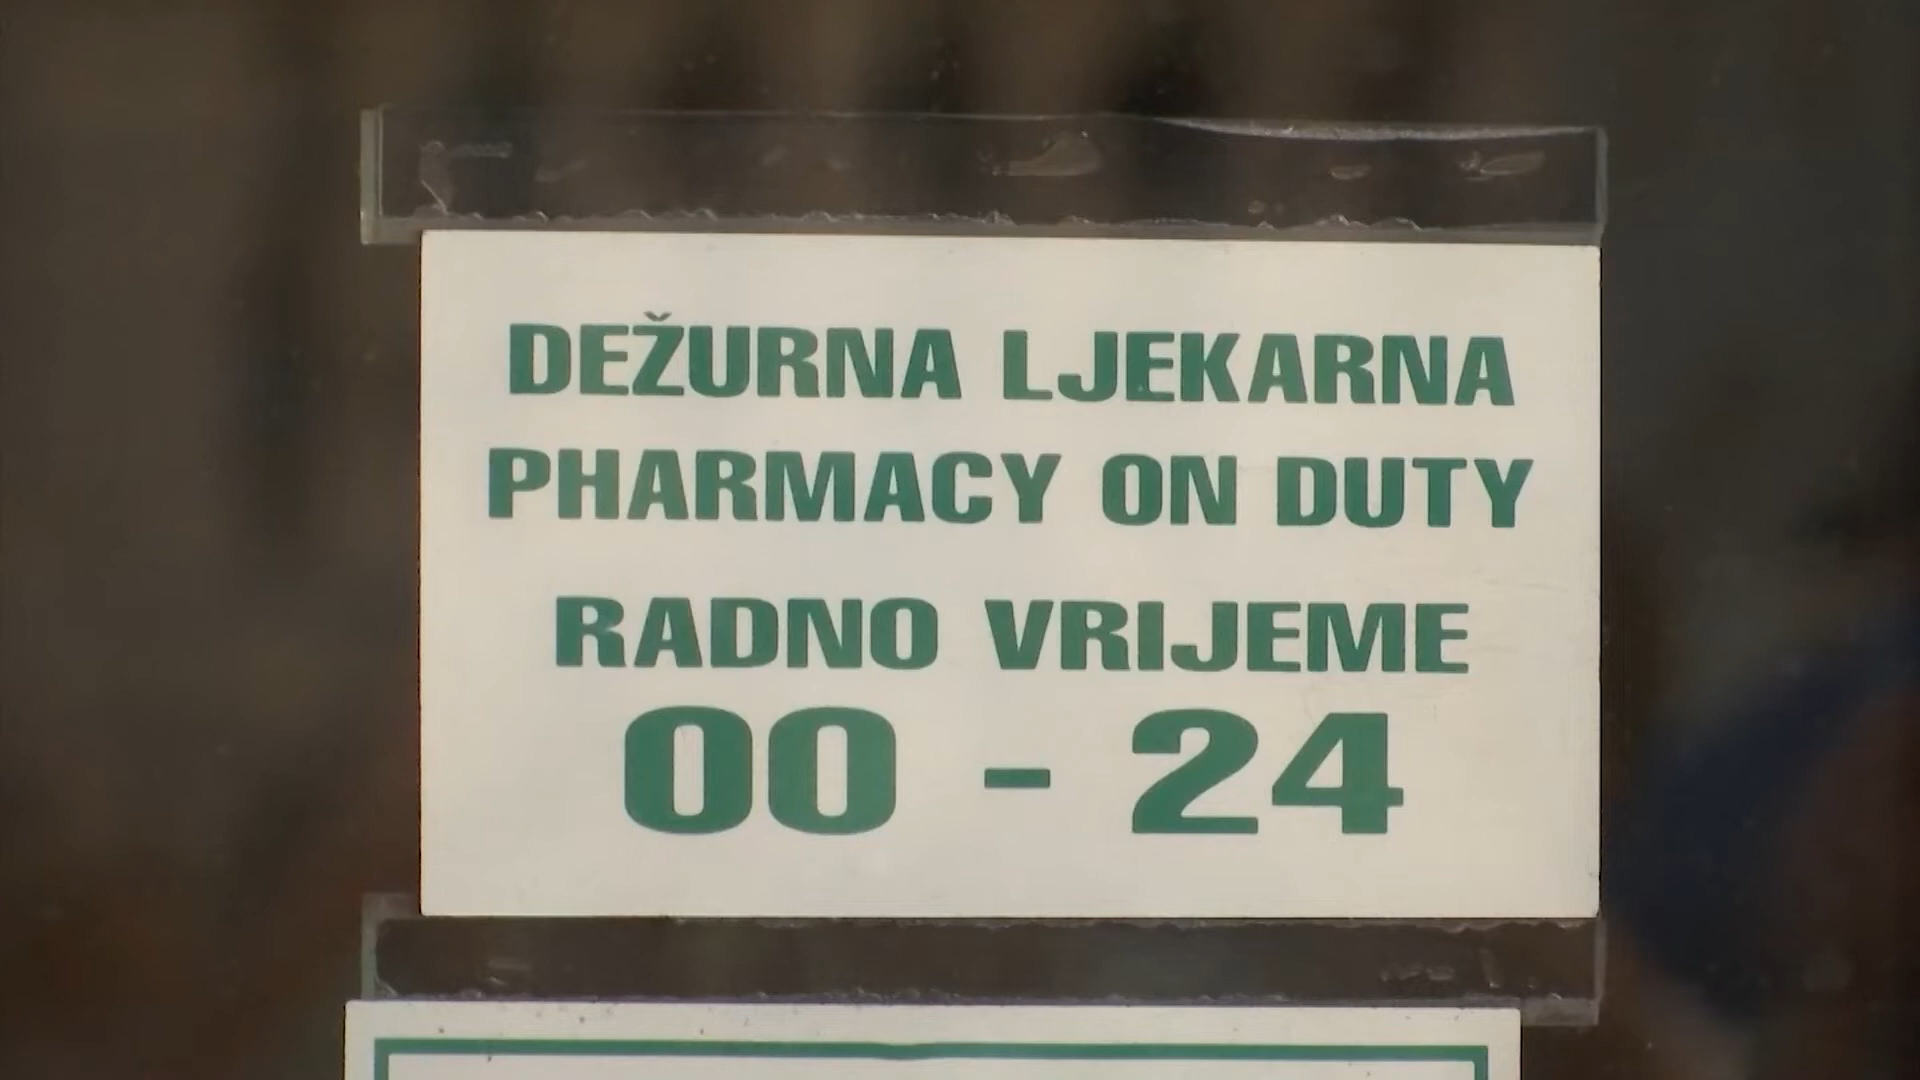 DEŽURNA LJEKARNA
PHARMACY ON DUTY
RADNO VRIJEME
00 - 24